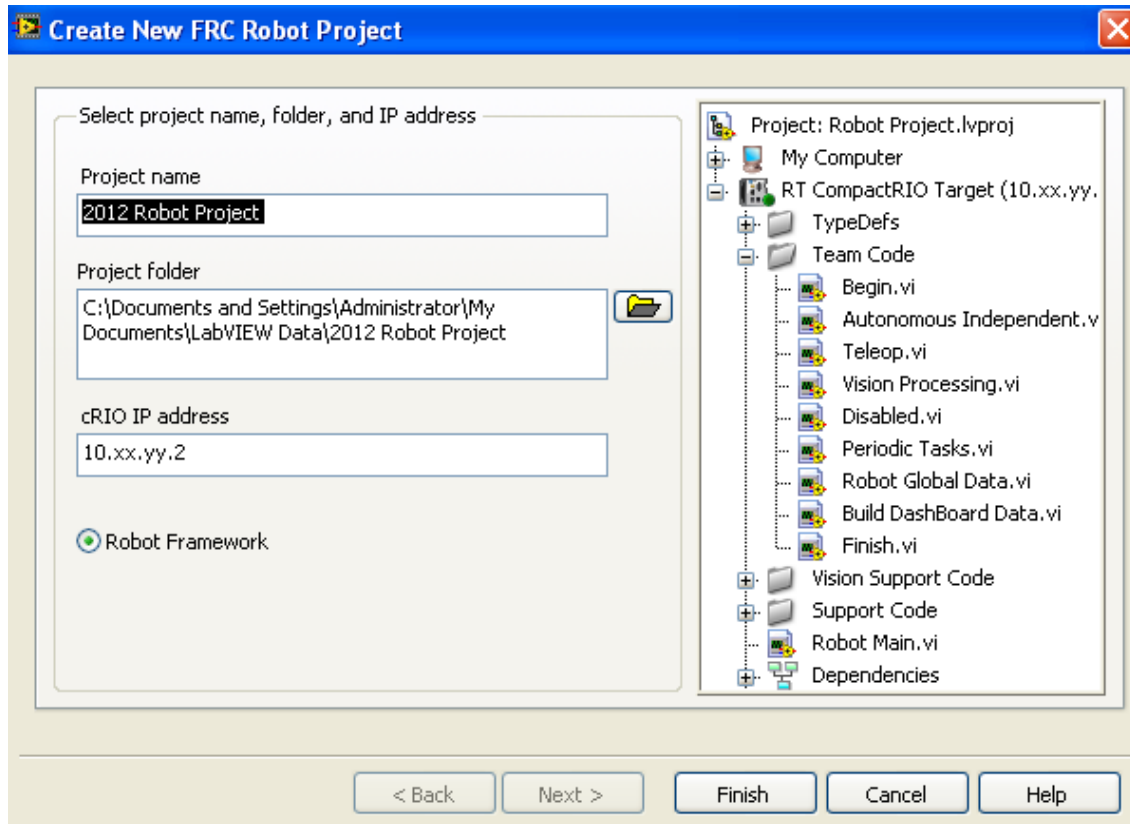 Create New FRC Robot Project
Select project name, folder, and IP address
Project name
2012 Robot Project
Project folder
C:\Documents and Settings\Administrator\My
Documents\LabVIEW Data\2012 Robot Project
cRIO IP address
10.xx.yy.2
Robot Framework
Project: Robot Project.lvproj
My Computer
RT CompactRIO Target (10.xx.yy.
TypeDefs
Team Code
Begin.vi
Autonomous Independent.v
Teleop.vi
Vision Processing.vi
Disabled.vi
Periodic Tasks.vi
Robot Global Data.vi
Build DashBoard Data.vi
Finish.vi
Vision Support Code
Support Code
Robot Main.vi
Dependencies
< Back
Next >
Finish
Cancel
Help